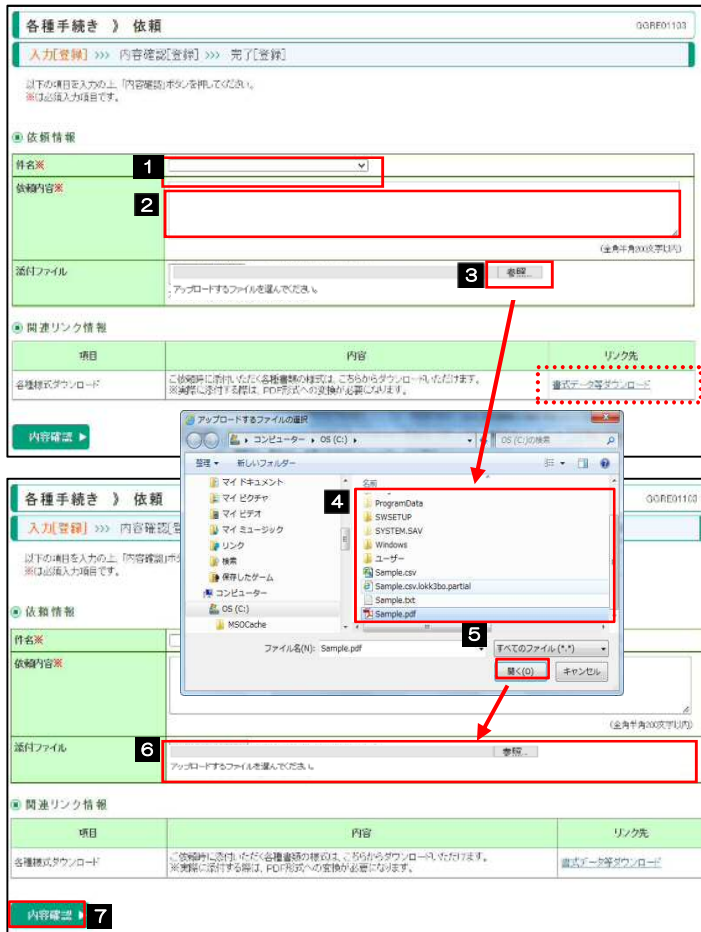 各種手続き 》 依頼
GGRE01103
入力[登録] >>> 内容確認[登録] >>> 完了[登録]
以下の項目を入力の上、「内容確認」ボタンを押してください。
※は必須入力項目です。
依頼情報
件名※
1
依頼内容※
2
(全角半角200文字以内)
添付ファイル
3
参照...
アップロードするファイルを選んでください。
関連リンク情報
項目
内容
リンク先
各種様式ダウンロード
ご依頼時に添付いただく各種書類の様式は、こちらからダウンロードいただけます。
※実際に添付する際は、PDF形式への変換が必要になります。
書式データ等ダウンロード
内容確認
アップロードするファイルの選択
コンピューター
OS (C:)
OS (C:)の検索
整理
新しいフォルダー
マイ ドキュメント
マイ ピクチャ
マイ ビデオ
マイ ミュージック
リンク
検索
保存したゲーム
コンピューター
OS (C:)
MSOCache
名前
4
ProgramData
SWSETUP
SYSTEM.SAV
Windows
ユーザー
Sample.csv
Sample.csv.lokk3bo.partial
Sample.txt
Sample.pdf
5
ファイル名(N):
Sample.pdf
すべてのファイル (*.*)
開く(O)
キャンセル
各種手続き 》 依頼
GGRE01103
入力[登録] >>> 内容確認[登
以下の項目を入力の上、「内容確認」ボタ
※は必須入力項目です。
依頼情報
件名※
依頼内容※
(全角半角200文字以内)
添付ファイル
6
参照...
アップロードするファイルを選んでください。
関連リンク情報
項目
内容
リンク先
各種様式ダウンロード
ご依頼時に添付いただく各種書類の様式は、こちらからダウンロードいただけます。
※実際に添付する際は、PDF形式への変換が必要になります。
書式データ等ダウンロード
内容確認
7